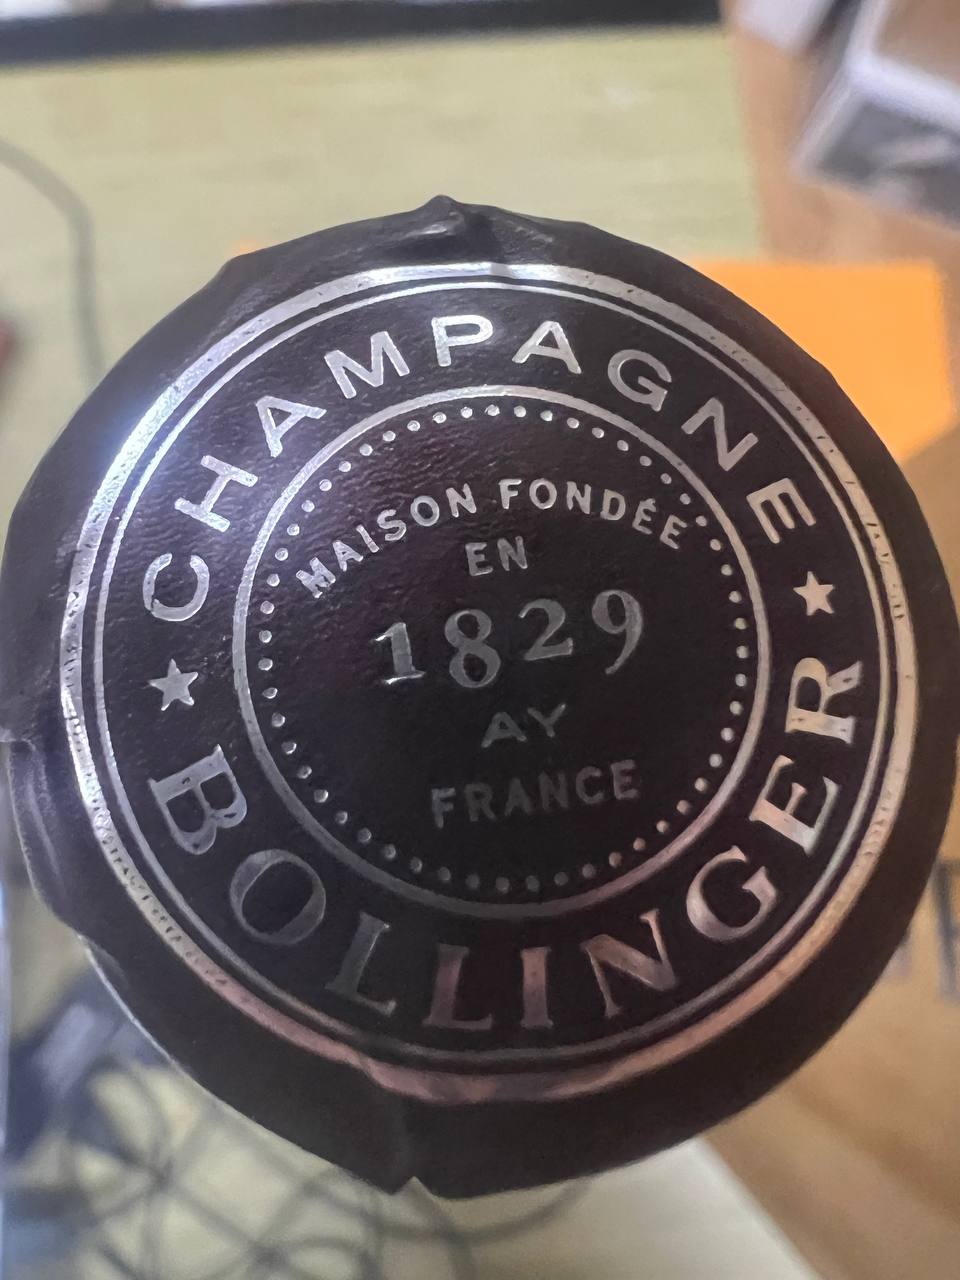 CHAMPAGNE
MAISON FONDÉE
EN
1829
AY
FRANCE
BOLLINGER